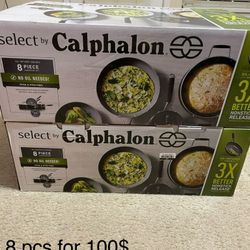 select by Calphalon
8 PIECE
NO OIL NEEDED!
3X
BETTER
NONSTICK
RELEASE
select by Calphalon
8 PIECE
NO OIL NEEDED!
3X
BETTER
NONSTICK
RELEASE
8 pcs for 100$